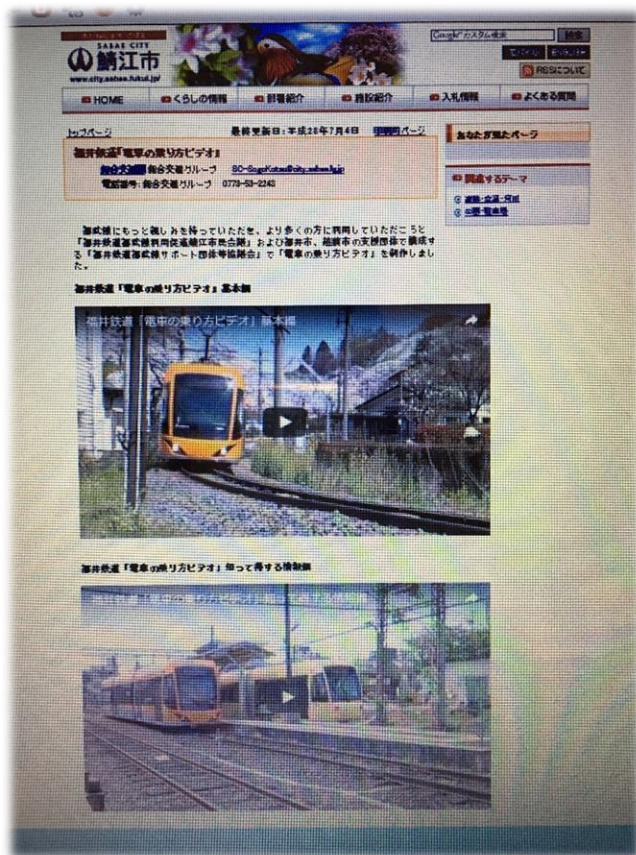 SABAE CITY
鯖江市
www.city.sabae.fukui.jp/
Google カスタム検索
検索
モバイル
RSSについて
HOME
くらしの情報
部署紹介
施設紹介
入札情報
よくある質問
トップページ
最終更新日：平成28年7月4日
ページ
あなたが見たページ
福井鉄道「電車の乗り方ビデオ」
総合交通課 総合交通グループ SC-SogoKotsu@city.sabae.lg.jp
電話番号：総合交通グループ 0778-53-2243
関連するテーマ
福武線にもっと親しみを持っていただき、より多くの方に利用していただこうと
「福井鉄道福武線利用促進鯖江市民会議」および福井市、越前市の支援団体で構成す
る「福井鉄道福武線サポート団体等協議会」で「電車の乗り方ビデオ」を制作しまし
た。
福井鉄道「電車の乗り方ビデオ」基本編
福井鉄道「電車の乗り方ビデオ」基本編
福井鉄道「電車の乗り方ビデオ」知って得する情報編